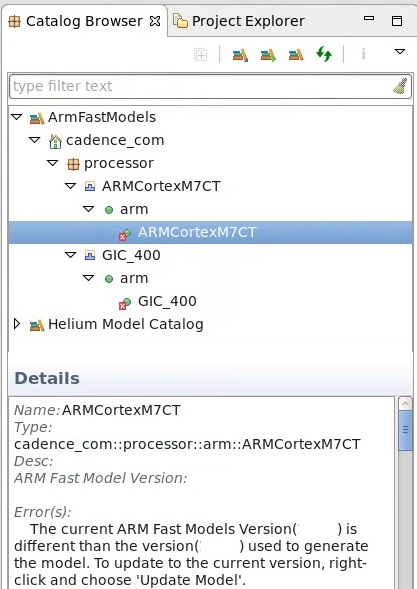 Catalog Browser Project Explorer
type filter text
ArmFastModels
cadence_com
processor
ARMCortexM7CT
arm
ARMCortexM7CT
GIC_400
arm
GIC_400
Helium Model Catalog
Details
Name: ARMCortexM7CT
Type:
cadence_com::processor::arm::ARMCortexM7CT
Desc:
ARM Fast Model Version:
Error(s):
The current ARM Fast Models Version( ) is
different than the version( ) used to generate
the model. To update to the current version, right-
click and choose 'Update Model'.